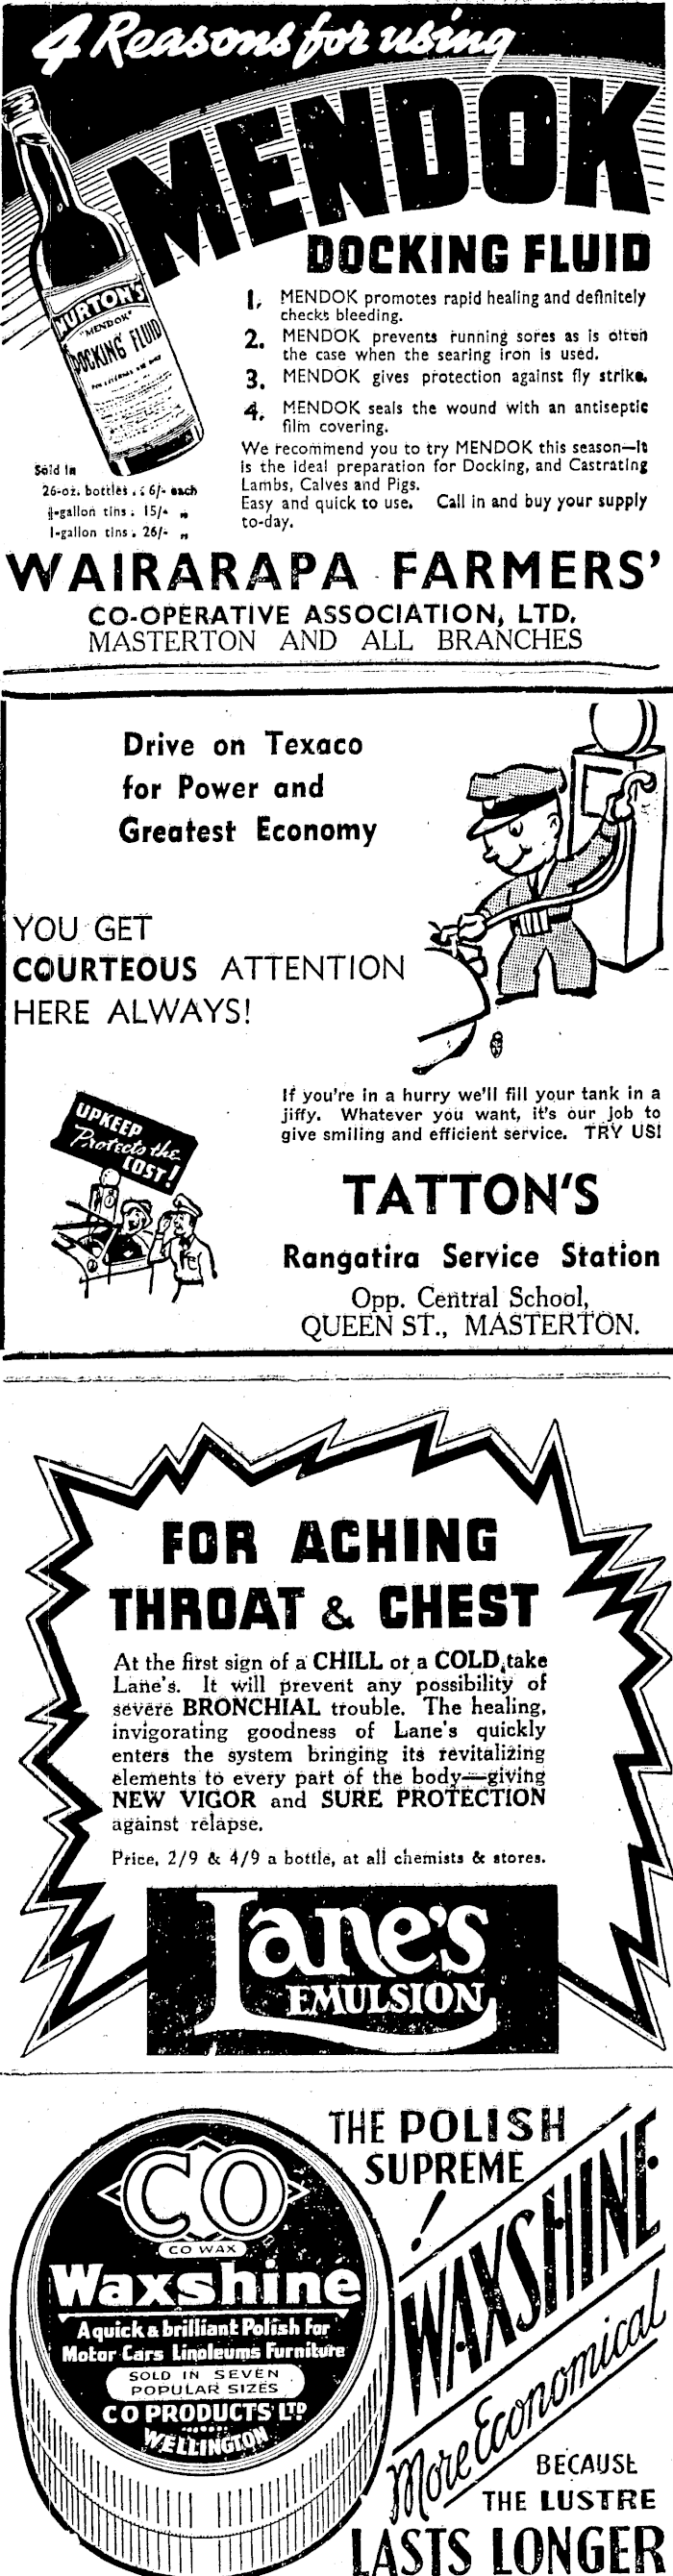 4 Reasons for using
MENDOK
DOCKING FLUID
MURTON'S
"MENDOK"
DOCKING FLUID
1. MENDOK promotes rapid healing and definitely
checks bleeding.
2. MENDOK prevents running sores as is often
the case when the searing iron is used.
3. MENDOK gives protection against fly strike.
4. MENDOK seals the wound with an antiseptic
film covering.
We recommend you to try MENDOK this season—it
is the ideal preparation for Docking, and Castrating
Lambs, Calves and Pigs.
Easy and quick to use. Call in and buy your supply
to-day.
Sold in
26-oz. bottles . : 6/- each
½-gallon tins : 15/- "
1-gallon tins . 26/- "
WAIRARAPA FARMERS'
CO-OPERATIVE ASSOCIATION, LTD.
MASTERTON AND ALL BRANCHES
Drive on Texaco
for Power and
Greatest Economy
YOU GET
COURTEOUS ATTENTION
HERE ALWAYS!
UPKEEP
Protects the
COST!
If you're in a hurry we'll fill your tank in a
jiffy. Whatever you want, it's our job to
give smiling and efficient service. TRY US!
TATTON'S
Rangatira Service Station
Opp. Central School,
QUEEN ST., MASTERTON.
FOR ACHING
THROAT & CHEST
At the first sign of a CHILL or a COLD, take
Lane's. It will prevent any possibility of
severe BRONCHIAL trouble. The healing,
invigorating goodness of Lane's quickly
enters the system bringing its revitalizing
elements to every part of the body—giving
NEW VIGOR and SURE PROTECTION
against relapse.
Price, 2/9 & 4/9 a bottle, at all chemists & stores.
Lane's
EMULSION
THE POLISH
SUPREME
!
WAXSHINE
CO
CO WAX
Waxshine
A quick & brilliant Polish for
Motor Cars Linoleums Furniture
SOLD IN SEVEN
POPULAR SIZES
CO PRODUCTS LTD
WELLINGTON
More Economical
BECAUSE
THE LUSTRE
LASTS LONGER